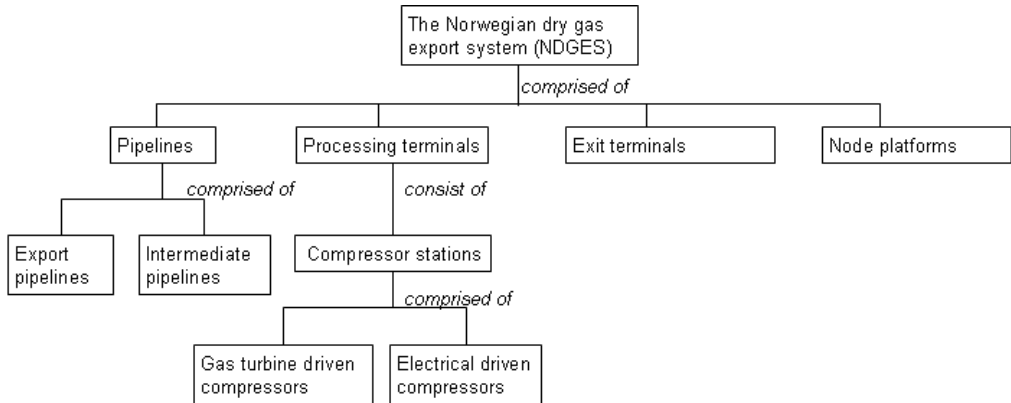 The Norwegian dry gas
export system (NDGES)
comprised of
Pipelines
Processing terminals
Exit terminals
Node platforms
comprised of
consist of
Export
pipelines
Intermediate
pipelines
Compressor stations
comprised of
Gas turbine driven
compressors
Electrical driven
compressors